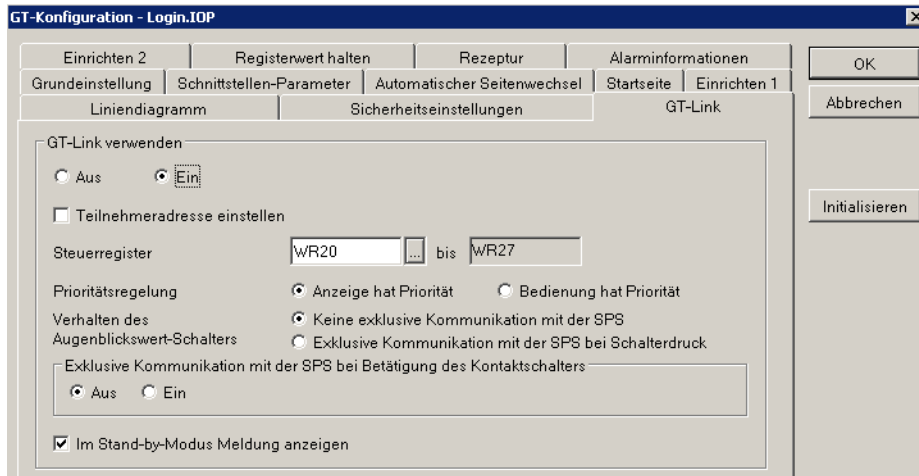 GT-Konfiguration - Login.IOP
Einrichten 2 Registerwert halten Rezeptur Alarminformationen
Grundeinstellung Schnittstellen-Parameter Automatischer Seitenwechsel Startseite Einrichten 1
Liniendiagramm Sicherheitseinstellungen GT-Link
OK
Abbrechen
Initialisieren
GT-Link verwenden
Aus Ein
Teilnehmeradresse einstellen
Steuerregister WR20 ... bis WR27
Prioritätsregelung Anzeige hat Priorität Bedienung hat Priorität
Verhalten des Augenblickswert-Schalters
Keine exklusive Kommunikation mit der SPS
Exklusive Kommunikation mit der SPS bei Schalterdruck
Exklusive Kommunikation mit der SPS bei Betätigung des Kontaktschalters
Aus Ein
Im Stand-by-Modus Meldung anzeigen